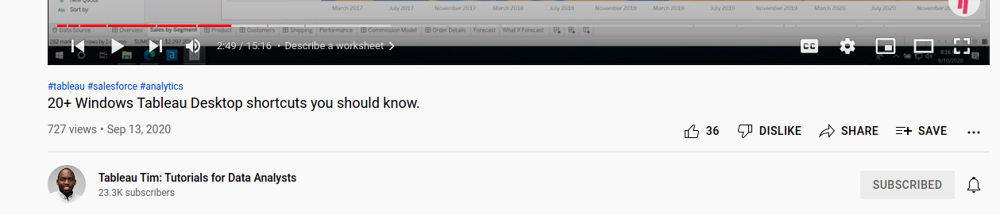 Sort by
March 2017 July 2017 November 2017 March 2018 July 2018 November 2018 March 2019 July 2019 November 2019 March 2020 July 2020
Data Source Overview Sales by Segment Product Customers Shipping Performance Commission Model Order Details Forecast What If Forecast
2:49 / 15:16 • Describe a worksheet
CC
9/10/2020
#tableau #salesforce #analytics
20+ Windows Tableau Desktop shortcuts you should know.
727 views • Sep 13, 2020
36 DISLIKE SHARE SAVE
Tableau Tim: Tutorials for Data Analysts
23.3K subscribers
SUBSCRIBED